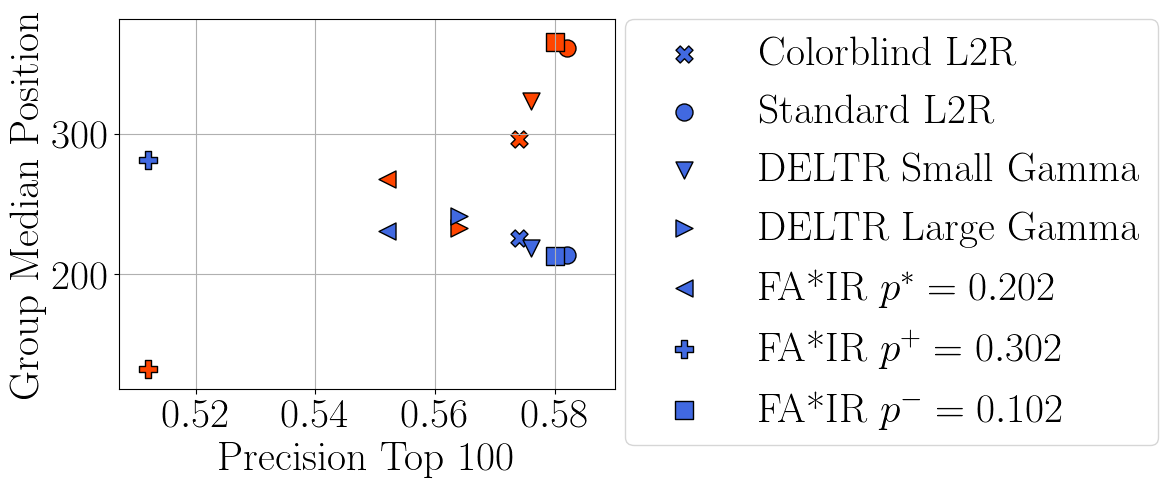 Group Median Position
300
200
0.52 0.54 0.56 0.58
Precision Top 100
Colorblind L2R
Standard L2R
DELTR Small Gamma
DELTR Large Gamma
FA*IR p* = 0.202
FA*IR p⁺ = 0.302
FA*IR p⁻ = 0.102